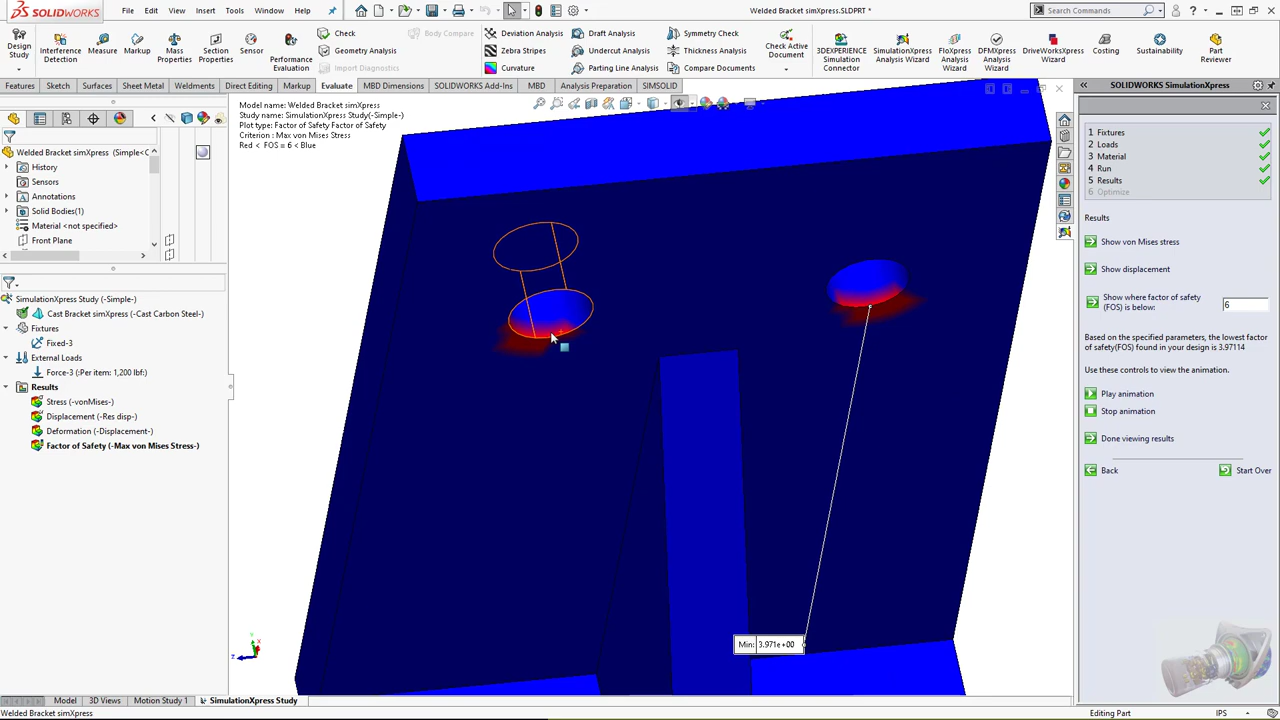 SOLIDWORKS
File Edit View Insert Tools Window
Welded Bracket simXpress.SLDPRT *
Search Commands
Design Study
Interference Detection
Measure
Markup
Mass Properties
Section Properties
Sensor
Performance Evaluation
Check
Geometry Analysis
Import Diagnostics
Body Compare
Deviation Analysis
Zebra Stripes
Curvature
Draft Analysis
Undercut Analysis
Parting Line Analysis
Symmetry Check
Thickness Analysis
Compare Documents
Check Active Document
3DEXPERIENCE Simulation Connector
SimulationXpress Analysis Wizard
FloXpress Analysis Wizard
DFMXpress Analysis Wizard
DriveWorksXpress Wizard
Costing
Sustainability
Part Reviewer
Features Sketch Surfaces Sheet Metal Weldments Direct Editing Markup Evaluate MBD Dimensions SOLIDWORKS Add-Ins MBD Analysis Preparation SIMSOLID
Welded Bracket simXpress (Simple<C
History
Sensors
Annotations
Solid Bodies(1)
Material <not specified>
Front Plane
SimulationXpress Study (-Simple-)
Cast Bracket simXpress (-Cast Carbon Steel-)
Fixtures
Fixed-3
External Loads
Force-3 (:Per item: 1,200 lbf:)
Results
Stress (-vonMises-)
Displacement (-Res disp-)
Deformation (-Displacement-)
Factor of Safety (-Max von Mises Stress-)
Model name: Welded Bracket simXpress
Study name: SimulationXpress Study(-Simple-)
Plot type: Factor of Safety Factor of Safety
Criterion : Max von Mises Stress
Red < FOS = 6 < Blue
Min: 3.971e+00
SOLIDWORKS SimulationXpress
1 Fixtures
2 Loads
3 Material
4 Run
5 Results
6 Optimize
Results
Show von Mises stress
Show displacement
Show where factor of safety
(FOS) is below:
6
Based on the specified parameters, the lowest factor
of safety(FOS) found in your design is 3.97114
Use these controls to view the animation.
Play animation
Stop animation
Done viewing results
Back Start Over
Model 3D Views Motion Study 1 SimulationXpress Study
Welded Bracket simXpress
Editing Part IPS